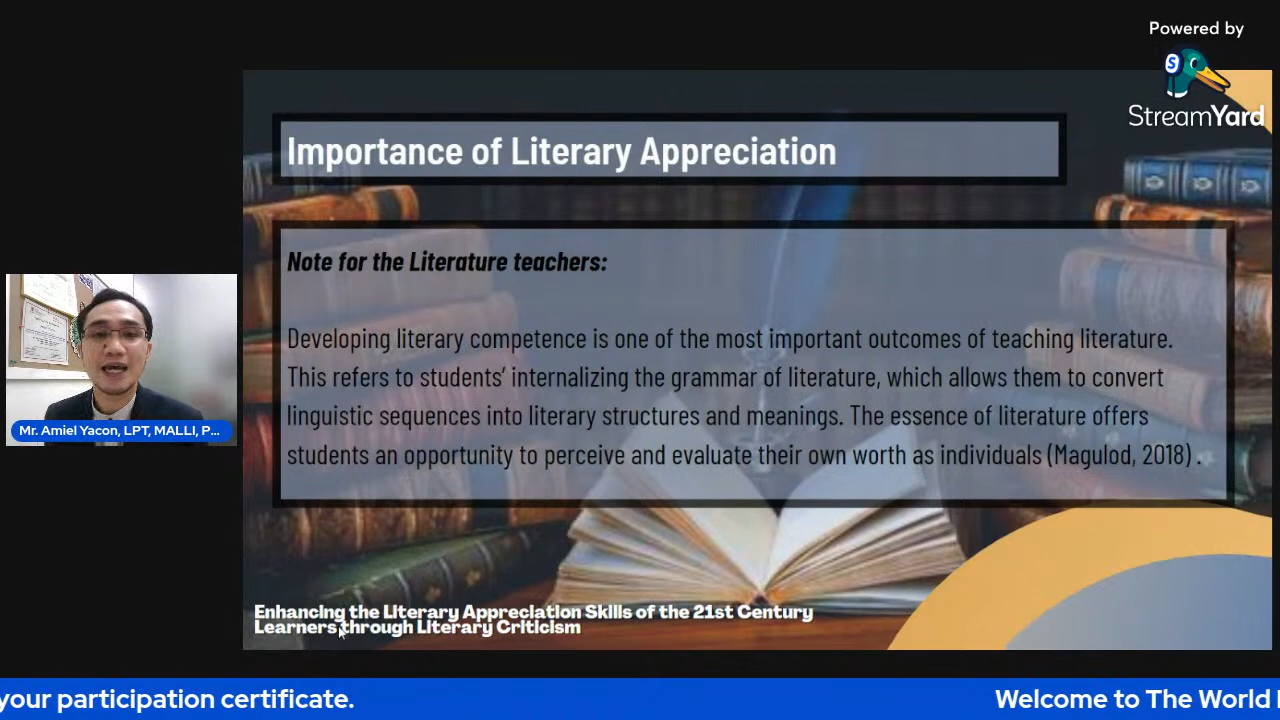 Powered by
StreamYard
Importance of Literary Appreciation
Note for the Literature teachers:
Developing literary competence is one of the most important outcomes of teaching literature.
This refers to students' internalizing the grammar of literature, which allows them to convert
linguistic sequences into literary structures and meanings. The essence of literature offers
students an opportunity to perceive and evaluate their own worth as individuals (Magulod, 2018) .
Mr. Amiel Yacon, LPT, MALLI, P...
Enhancing the Literary Appreciation Skills of the 21st Century
Learners through Literary Criticism
your participation certificate.
Welcome to The World